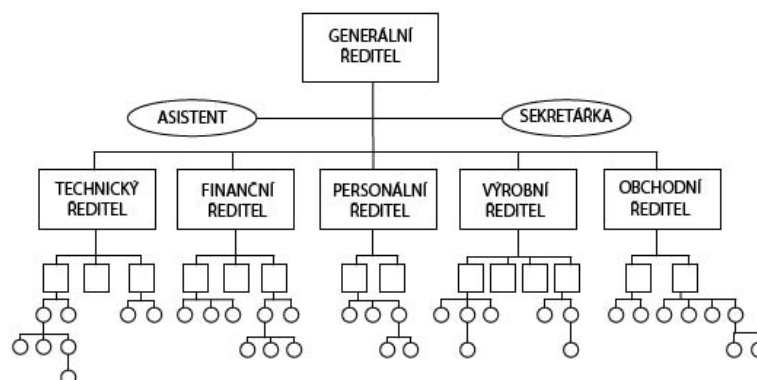 GENERÁLNÍ
ŘEDITEL
ASISTENT
SEKRETÁŘKA
TECHNICKÝ
ŘEDITEL
FINANČNÍ
ŘEDITEL
PERSONÁLNÍ
ŘEDITEL
VÝROBNÍ
ŘEDITEL
OBCHODNÍ
ŘEDITEL